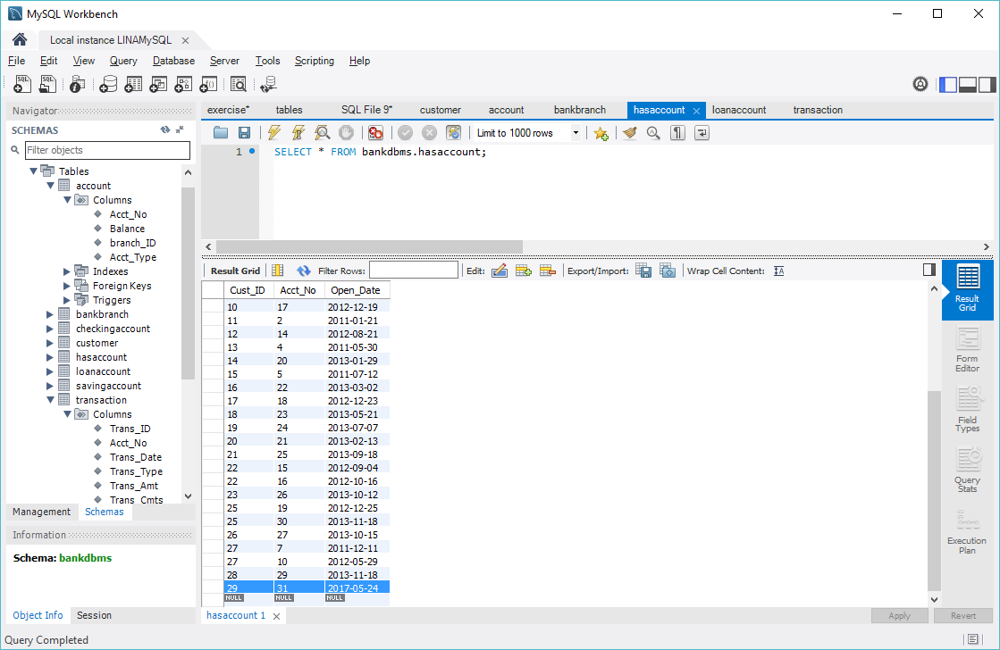 MySQL Workbench
Local instance LINAMySQL
File Edit View Query Database Server Tools Scripting Help
Navigator
SCHEMAS
Filter objects
Tables
account
Columns
Acct_No
Balance
branch_ID
Acct_Type
Indexes
Foreign Keys
Triggers
bankbranch
checkingaccount
customer
hasaccount
loanaccount
savingaccount
transaction
Columns
Trans_ID
Acct_No
Trans_Date
Trans_Type
Trans_Amt
Trans_Cmts
Management Schemas
Information
Schema: bankdbms
Object Info Session
exercise* tables SQL File 9* customer account bankbranch hasaccount loanaccount transaction
Limit to 1000 rows
1 SELECT * FROM bankdbms.hasaccount;
Result Grid Filter Rows: Edit: Export/Import: Wrap Cell Content:
Cust_ID Acct_No Open_Date
10 17 2012-12-19
11 2 2011-01-21
12 14 2012-08-21
13 4 2011-05-30
14 20 2013-01-29
15 5 2011-07-12
16 22 2013-03-02
17 18 2012-12-23
18 23 2013-05-21
19 24 2013-07-07
20 21 2013-02-13
21 25 2013-09-18
22 15 2012-09-04
22 16 2012-10-16
23 26 2013-10-12
25 19 2012-12-25
25 30 2013-11-18
26 27 2013-10-15
27 7 2011-12-11
27 10 2012-05-29
28 29 2013-11-18
29 31 2017-05-24
NULL NULL NULL
Result
Grid
Form
Editor
Field
Types
Query
Stats
Execution
Plan
hasaccount 1
Apply Revert
Query Completed